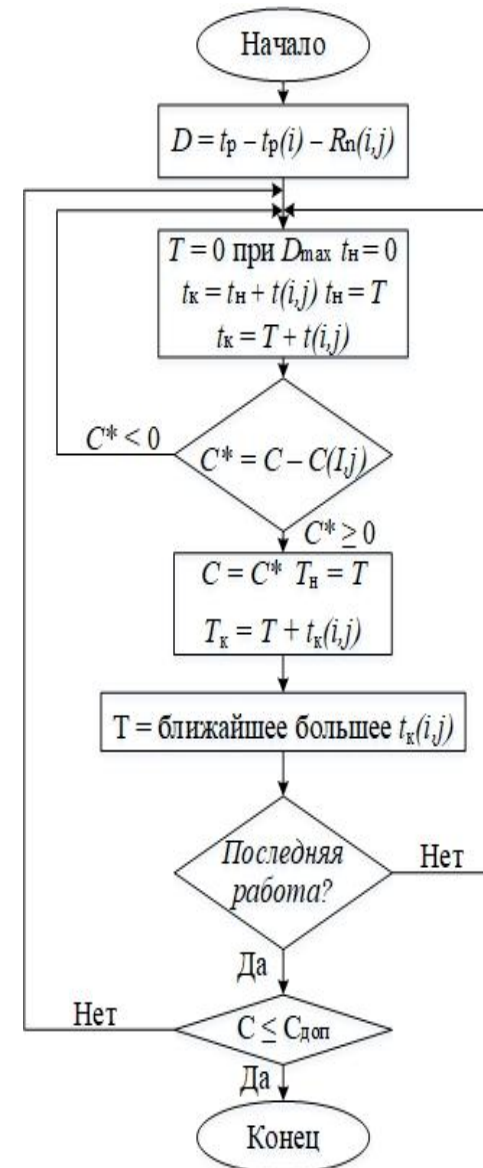 Начало
D = tр – tр(i) – Rп(i,j)
T = 0 при Dmax tн = 0
tк = tн + t(i,j) tн = T
tк = T + t(i,j)
C* < 0
C* = C – C(I,j)
C* ≥ 0
C = C* Tн = T
Tк = T + tк(i,j)
T = ближайшее большее tк(i,j)
Последняя
работа?
Нет
Да
Нет
C ≤ Cдоп
Да
Конец